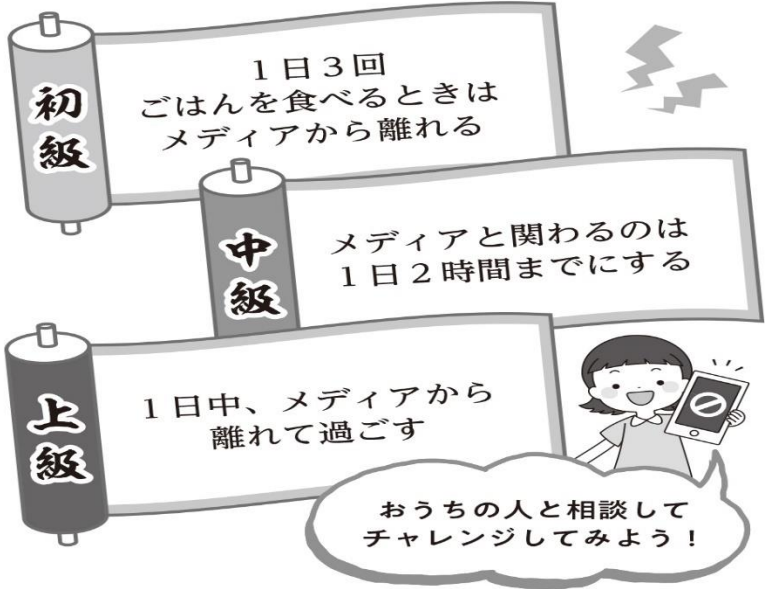 初級
１日３回
ごはんを食べるときは
メディアから離れる
中級
メディアと関わるのは
１日２時間までにする
上級
１日中、メディアから
離れて過ごす
おうちの人と相談して
チャレンジしてみよう！